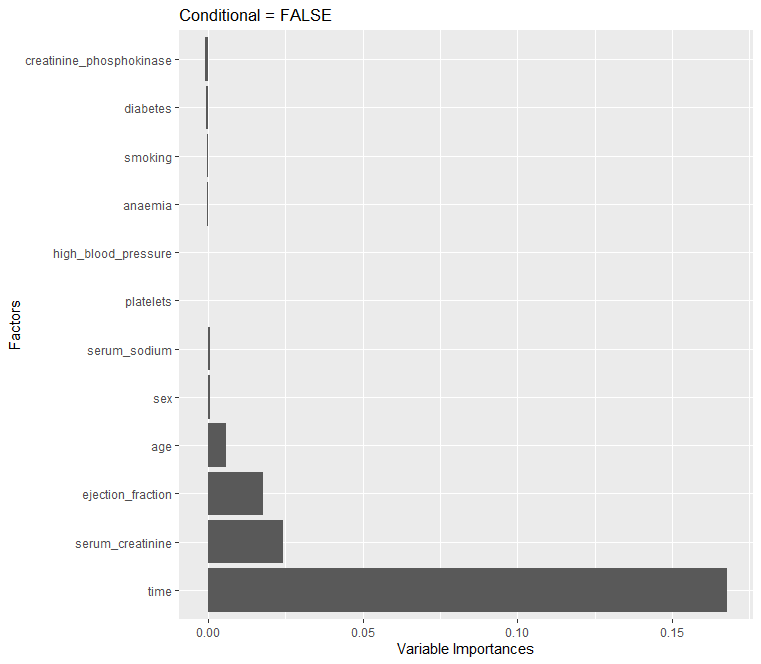 Conditional = FALSE
creatinine_phosphokinase
diabetes
smoking
anaemia
high_blood_pressure
platelets
serum_sodium
sex
age
ejection_fraction
serum_creatinine
time
Factors
0.00 0.05 0.10 0.15
Variable Importances